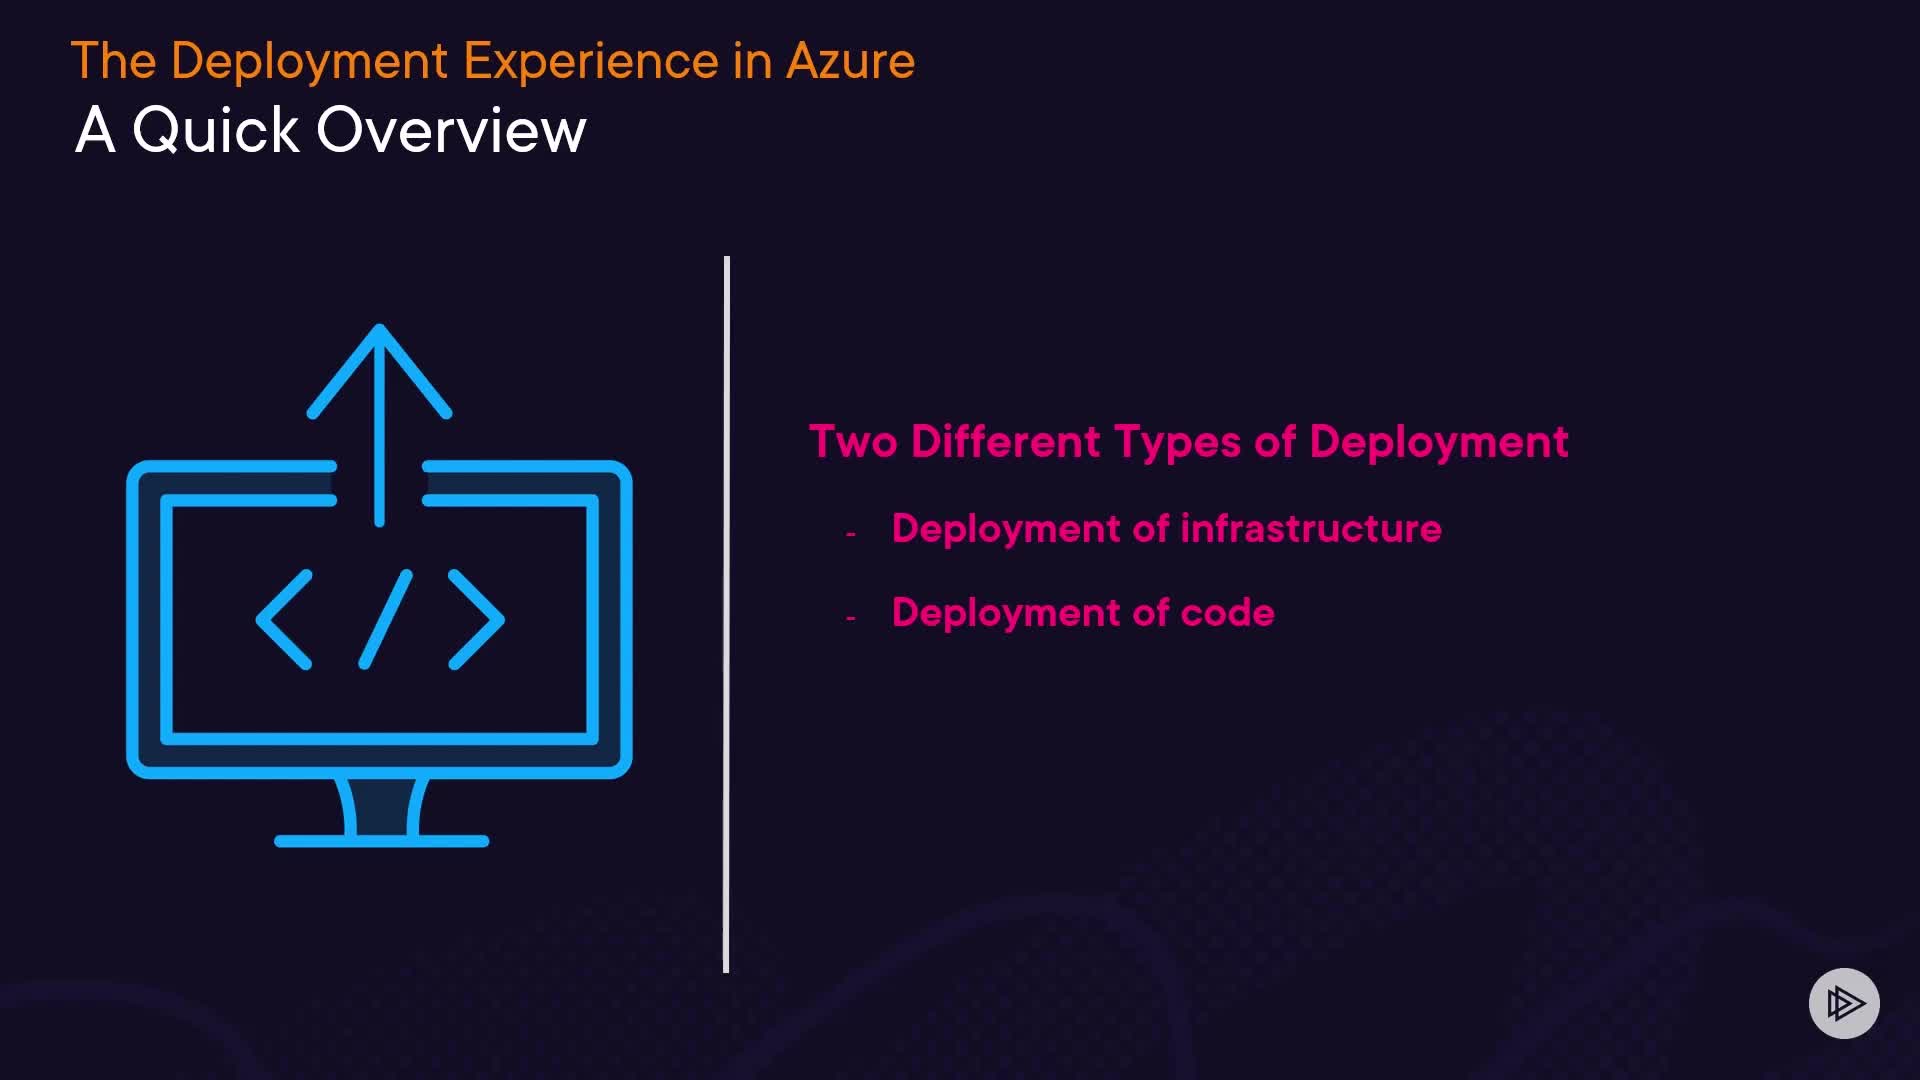 The Deployment Experience in Azure
A Quick Overview
</>
Two Different Types of Deployment
- Deployment of infrastructure
- Deployment of code